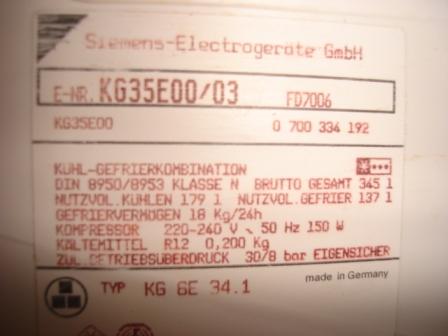 Siemens-Electrogeräte GmbH
E-NR. KG35E00/03 FD7006
KG35E00 0 700 334 192
KÜHL-GEFRIERKOMBINATION
DIN 8950/8953 KLASSE N BRUTTO GESAMT 345 l
NUTZVOL. KÜHLEN 179 l NUTZVOL. GEFRIER 137 l
GEFRIERVERMÖGEN 18 Kg/24h
KOMPRESSOR 220-240 V ~ 50 Hz 150 W
KÄLTEMITTEL R12 0,200 Kg
ZUL. BETRIEBSÜBERDRUCK 30/8 bar EIGENSICHER
made in Germany
TYP KG 6E 34.1